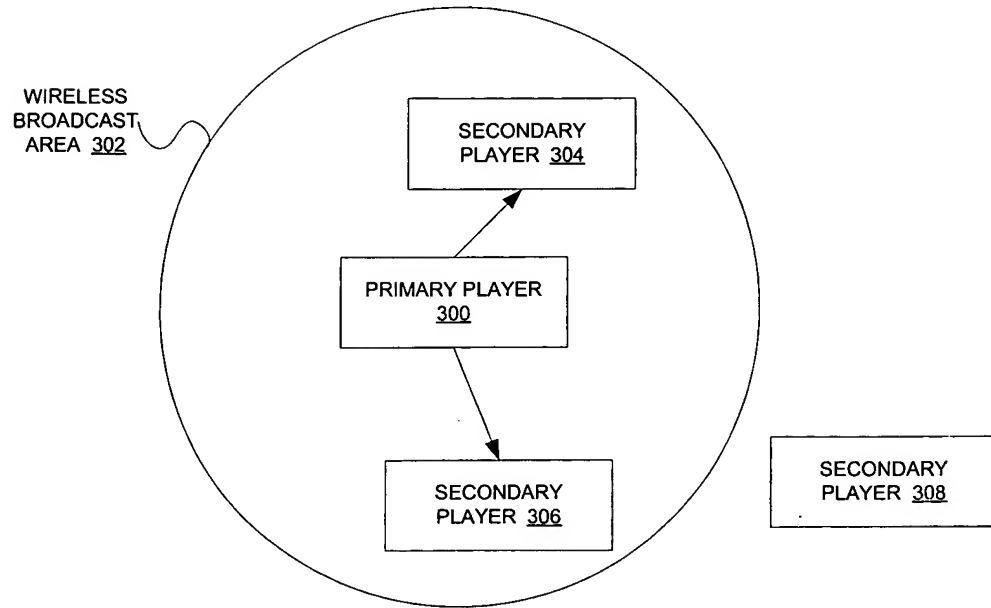 WIRELESS
BROADCAST
AREA 302
SECONDARY
PLAYER 304
PRIMARY PLAYER
300
SECONDARY
PLAYER 306
SECONDARY
PLAYER 308